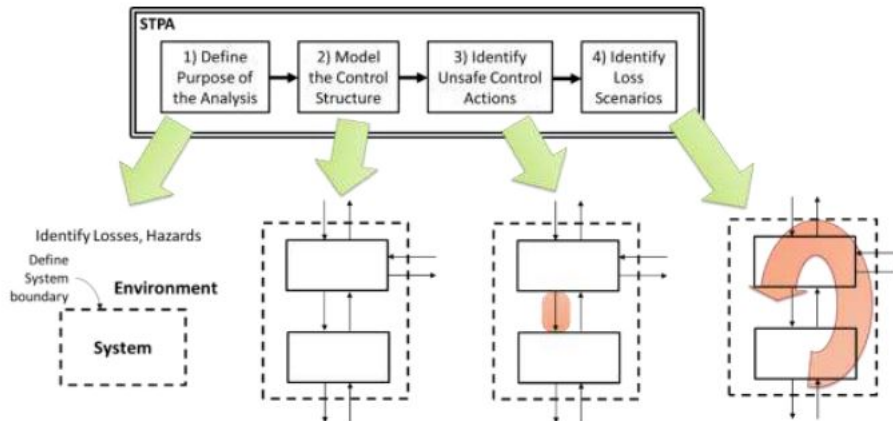 STPA
1) Define
Purpose of
the Analysis
2) Model
the Control
Structure
3) Identify
Unsafe Control
Actions
4) Identify
Loss
Scenarios
Identify Losses, Hazards
Define
System
boundary
Environment
System